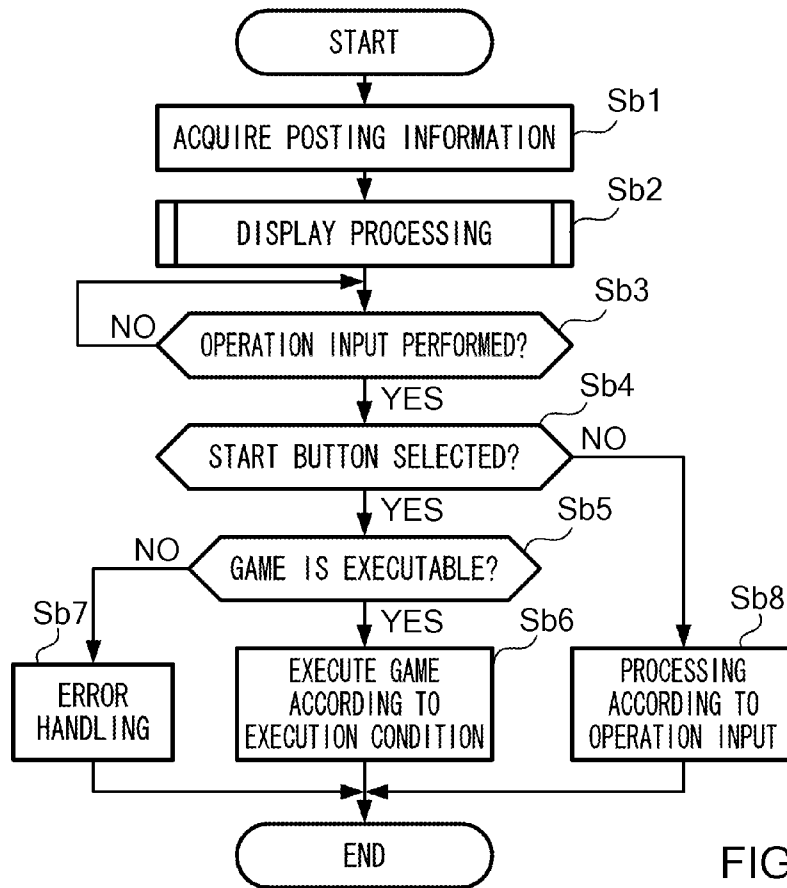 START
Sb1
ACQUIRE POSTING INFORMATION
Sb2
DISPLAY PROCESSING
Sb3
NO
OPERATION INPUT PERFORMED?
YES
Sb4
START BUTTON SELECTED?
NO
YES
Sb5
NO
GAME IS EXECUTABLE?
Sb7
YES
Sb6
Sb8
ERROR
HANDLING
EXECUTE GAME
ACCORDING TO
EXECUTION CONDITION
PROCESSING
ACCORDING TO
OPERATION INPUT
END
FIG